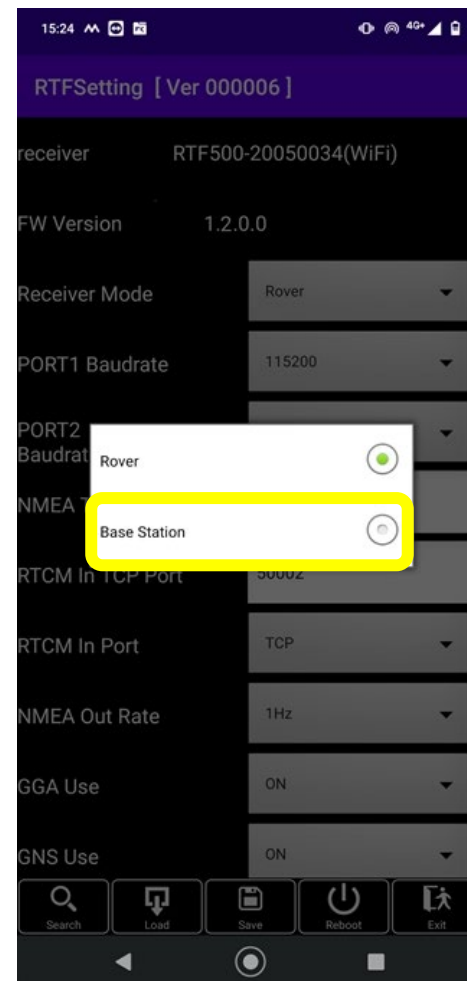 15:24 4G+
RTFSetting [ Ver 000006 ]
receiver RTF500-20050034(WiFi)
FW Version 1.2.0.0
Receiver Mode Rover
PORT1 Baudrate 115200
PORT2
Baudrat
Rover
NMEA
Base Station
RTCM In TCP Port 50002
RTCM In Port TCP
NMEA Out Rate 1Hz
GGA Use ON
GNS Use ON
Search Load Save Reboot Exit